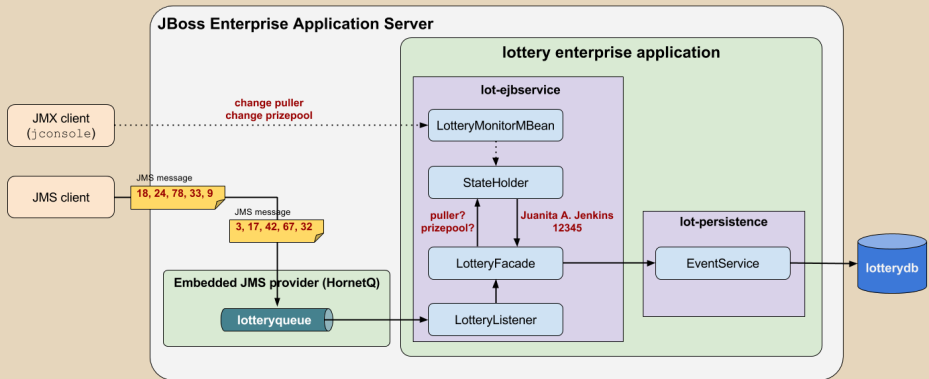 JBoss Enterprise Application Server
lottery enterprise application
lot-ejbservice
change puller
change prizepool
JMX client
(jconsole)
LotteryMonitorMBean
JMS message
18, 24, 78, 33, 9
JMS client
StateHolder
JMS message
3, 17, 42, 67, 32
puller?
prizepool?
Juanita A. Jenkins
12345
lot-persistence
LotteryFacade
EventService
lotterydb
Embedded JMS provider (HornetQ)
lotteryqueue
LotteryListener